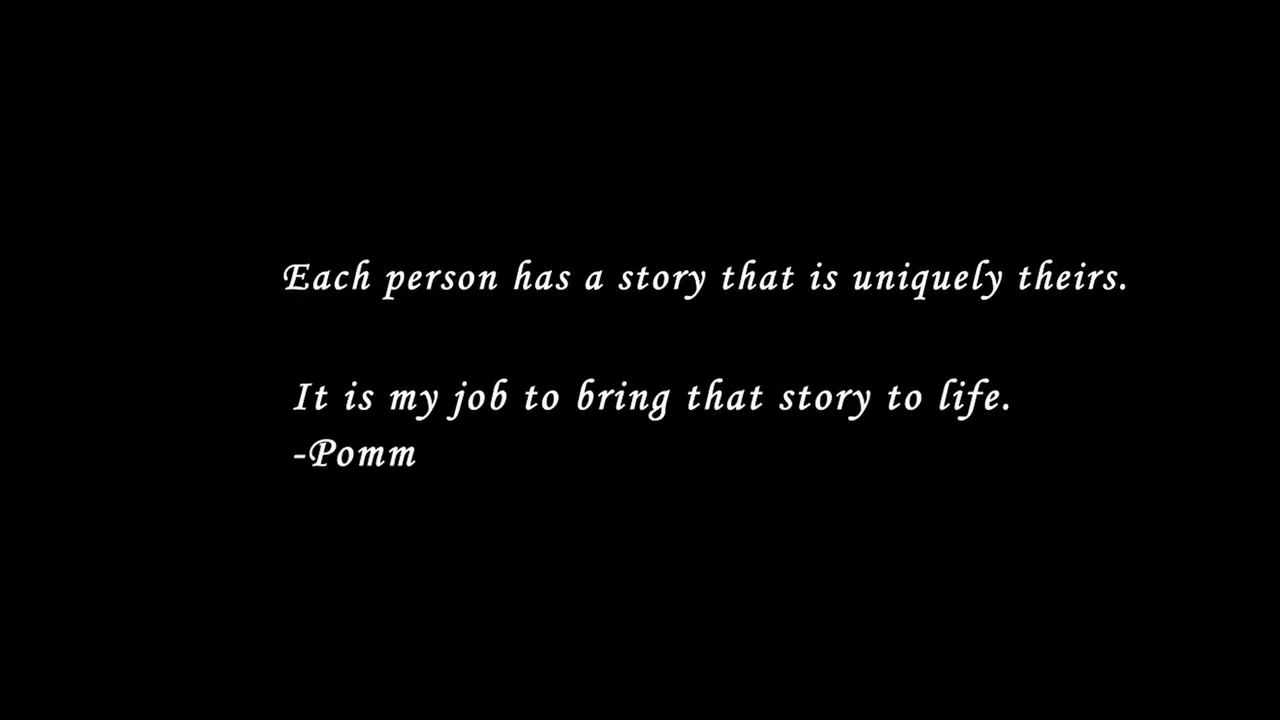 Each person has a story that is uniquely theirs.
It is my job to bring that story to life.
-Pomm